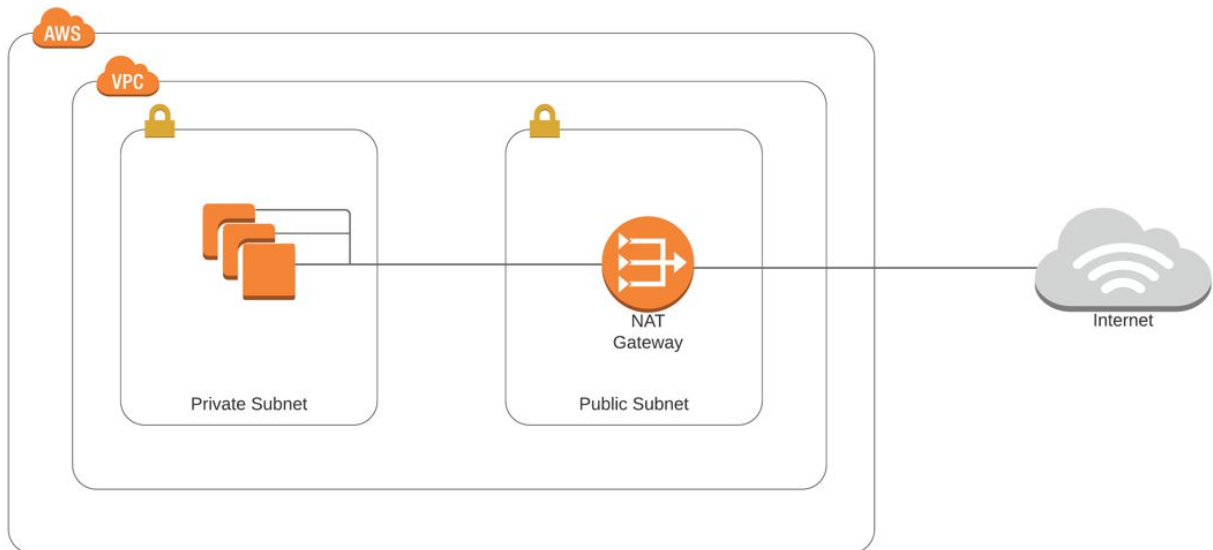 AWS
VPC
NAT
Gateway
Internet
Private Subnet
Public Subnet